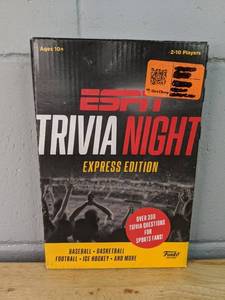 Ages 10+
2-10 Players
ESPN
TRIVIA NIGHT
EXPRESS EDITION
OVER 300
TRIVIA QUESTIONS
FOR
SPORTS FANS!
BASEBALL • BASKETBALL
FOOTBALL • ICE HOCKEY • AND MORE
Funko